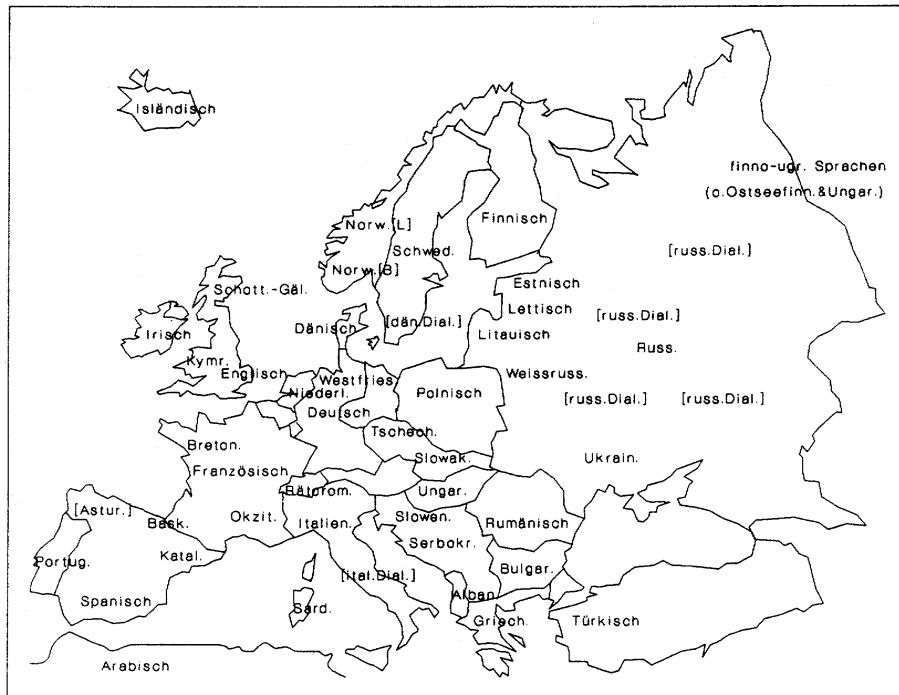 Isländisch
finno-ugr. Sprachen
(o.Ostseefinn.&Ungar.)
Norw.[L]
Finnisch
Schwed.
[russ.Dial.]
Norw.[B]
Schott.-Gäl.
Estnisch
Lettisch
[russ.Dial.]
Dänisch
[dän.Dial.]
Irisch
Litauisch
Russ.
Kymr.
Englisch
Weissruss.
Westfries.
Niederl.
Polnisch
[russ.Dial.]
[russ.Dial.]
Deutsch
Tschech.
Breton.
Slowak.
Ukrain.
Französisch
Rätorom.
Ungar.
[Astur.]
Bask.
Okzit.
Italien.
Slowen.
Rumänisch
Serbokr.
Portug.
Katal.
[ital.Dial.]
Bulgar.
Spanisch
Sard.
Alban.
Griech.
Türkisch
Arabisch